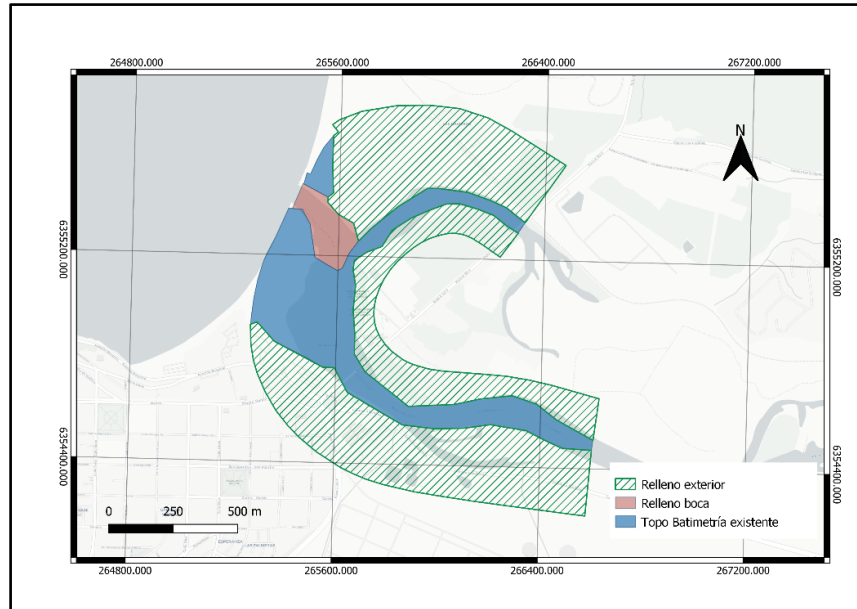 264800.000 265600.000 266400.000 267200.000
N
6355200.000 6355200.000
6354400.000 6354400.000
Relleno exterior
Relleno boca
Topo Batimetría existente
0 250 500 m
264800.000 265600.000 266400.000 267200.000